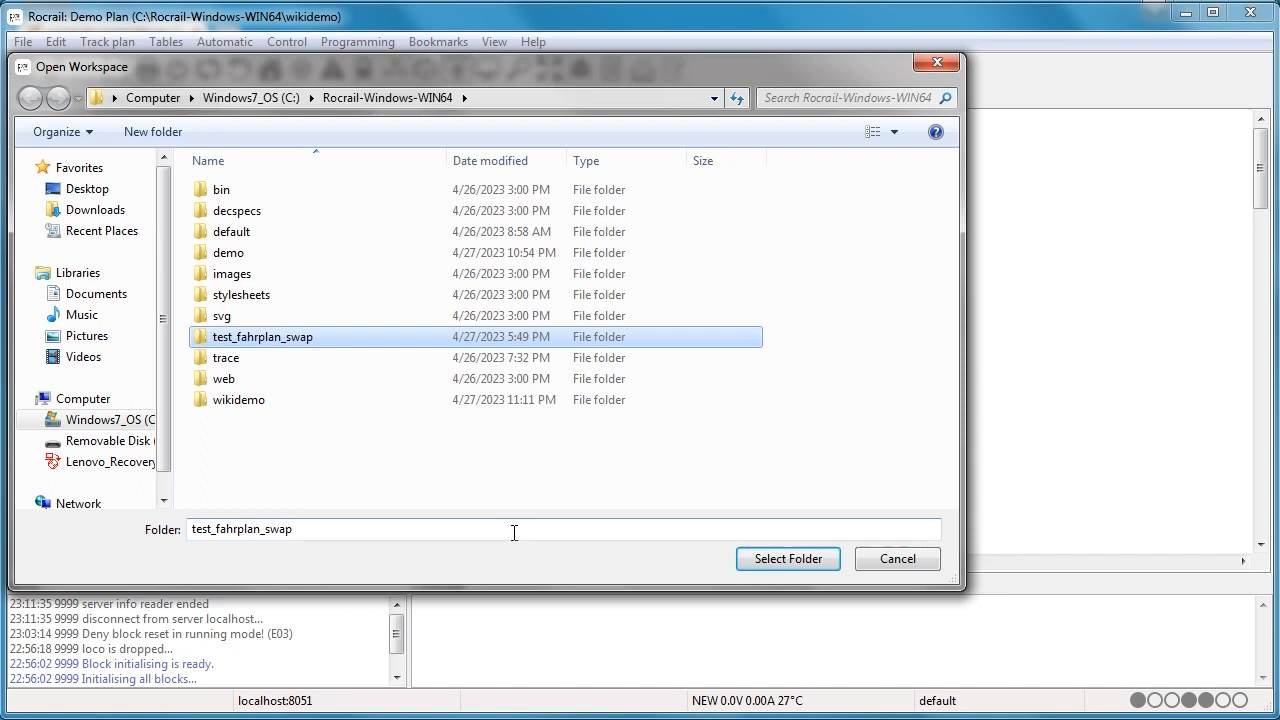 Rocrail: Demo Plan (C:\Rocrail-Windows-WIN64\wikidemo)
File Edit Track plan Tables Automatic Control Programming Bookmarks View Help
Open Workspace
Computer Windows7_OS (C:) Rocrail-Windows-WIN64
Search Rocrail-Windows-WIN64
Organize New folder
Favorites
Desktop
Downloads
Recent Places
Libraries
Documents
Music
Pictures
Videos
Computer
Windows7_OS (C
Removable Disk (
Lenovo_Recovery
Network
Name Date modified Type Size
bin 4/26/2023 3:00 PM File folder
decspecs 4/26/2023 3:00 PM File folder
default 4/26/2023 8:58 AM File folder
demo 4/27/2023 10:54 PM File folder
images 4/26/2023 3:00 PM File folder
stylesheets 4/26/2023 3:00 PM File folder
svg 4/26/2023 3:00 PM File folder
test_fahrplan_swap 4/27/2023 5:49 PM File folder
trace 4/26/2023 7:32 PM File folder
web 4/26/2023 3:00 PM File folder
wikidemo 4/27/2023 11:11 PM File folder
Folder: test_fahrplan_swap
Select Folder Cancel
23:11:35 9999 server info reader ended
23:11:35 9999 disconnect from server localhost...
23:03:14 9999 Deny block reset in running mode! (E03)
22:56:18 9999 loco is dropped...
22:56:02 9999 Block initialising is ready.
22:56:02 9999 Initialising all blocks...
localhost:8051 NEW 0.0V 0.00A 27°C default